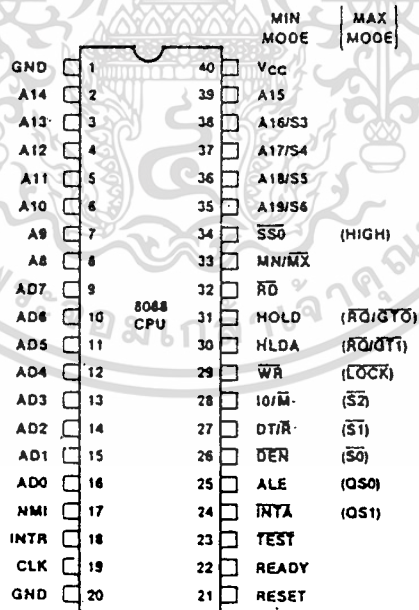 MIN MODE (MAX MODE)
GND 1 40 VCC
A14 2 39 A15
A13 3 38 A16/S3
A12 4 37 A17/S4
A11 5 36 A18/S5
A10 6 35 A19/S6
A9 7 34 SS0 (HIGH)
A8 8 33 MN/MX
AD7 9 32 RD
8088 CPU
AD6 10 31 HOLD (RQ/GT0)
AD5 11 30 HLDA (RQ/GT1)
AD4 12 29 WR (LOCK)
AD3 13 28 IO/M (S2)
AD2 14 27 DT/R (S1)
AD1 15 26 DEN (S0)
AD0 16 25 ALE (QS0)
NMI 17 24 INTA (QS1)
INTR 18 23 TEST
CLK 19 22 READY
GND 20 21 RESET